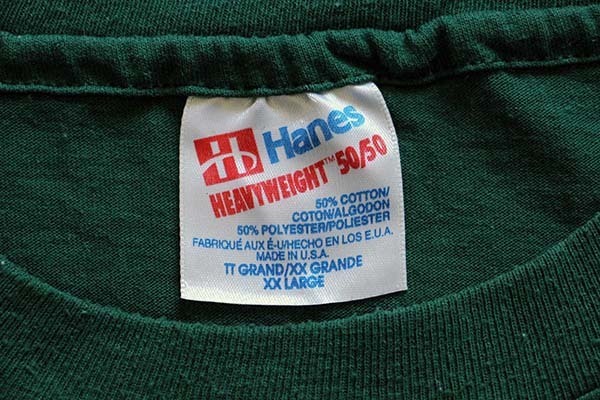 H Hanes
HEAVYWEIGHT™ 50/50
50% COTTON/
COTON/ALGODON
50% POLYESTER/POLIESTER
FABRIQUÉ AUX É-U/HECHO EN LOS E.U.A.
MADE IN U.S.A.
TT GRAND/XX GRANDE
XX LARGE